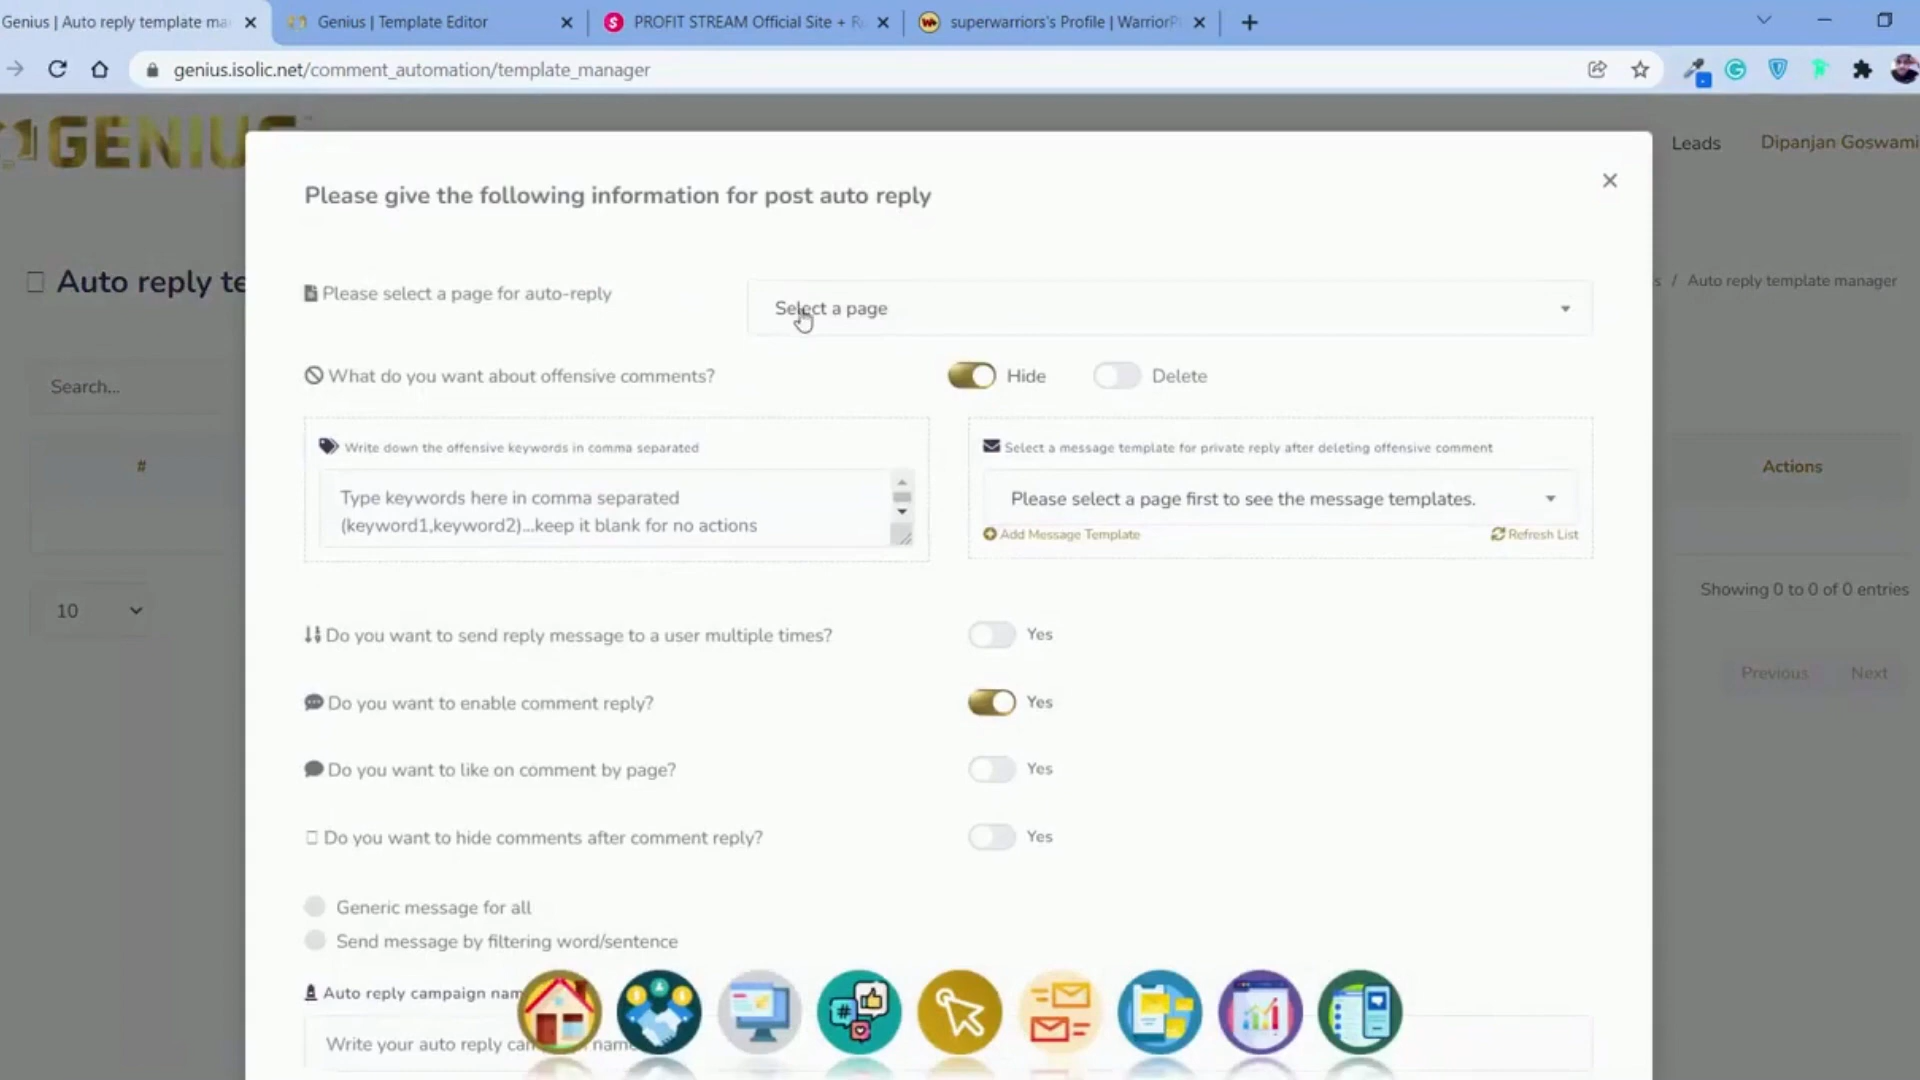 Genius | Auto reply template ma
Genius | Template Editor
PROFIT STREAM Official Site + R
superwarriors's Profile | WarriorP
genius.isolic.net/comment_automation/template_manager
GENIUS
Leads
Dipanjan Goswami
Please give the following information for post auto reply
Auto reply te
/ Auto reply template manager
Please select a page for auto-reply
Select a page
What do you want about offensive comments?
Hide
Delete
Search...
Write down the offensive keywords in comma separated
Select a message template for private reply after deleting offensive comment
#
Actions
Type keywords here in comma separated
(keyword1,keyword2)...keep it blank for no actions
Please select a page first to see the message templates.
Add Message Template
Refresh List
Showing 0 to 0 of 0 entries
10
Do you want to send reply message to a user multiple times?
Yes
Previous
Next
Do you want to enable comment reply?
Yes
Do you want to like on comment by page?
Yes
Do you want to hide comments after comment reply?
Yes
Generic message for all
Send message by filtering word/sentence
Auto reply campaign nam
Write your auto reply ca
name